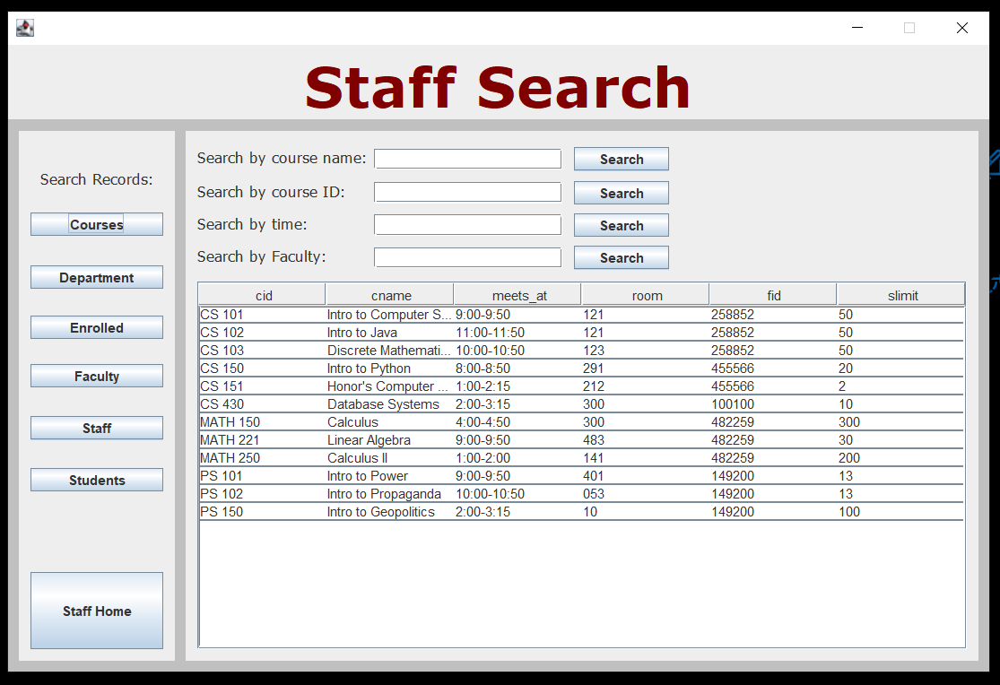 Staff Search
Search Records:
Courses
Department
Enrolled
Faculty
Staff
Students
Staff Home
Search by course name: Search
Search by course ID: Search
Search by time: Search
Search by Faculty: Search
cid cname meets_at room fid slimit
CS 101 Intro to Computer S... 9:00-9:50 121 258852 50
CS 102 Intro to Java 11:00-11:50 121 258852 50
CS 103 Discrete Mathemati... 10:00-10:50 123 258852 50
CS 150 Intro to Python 8:00-8:50 291 455566 20
CS 151 Honor's Computer ... 1:00-2:15 212 455566 2
CS 430 Database Systems 2:00-3:15 300 100100 10
MATH 150 Calculus 4:00-4:50 300 482259 300
MATH 221 Linear Algebra 9:00-9:50 483 482259 30
MATH 250 Calculus II 1:00-2:00 141 482259 200
PS 101 Intro to Power 9:00-9:50 401 149200 13
PS 102 Intro to Propaganda 10:00-10:50 053 149200 13
PS 150 Intro to Geopolitics 2:00-3:15 10 149200 100